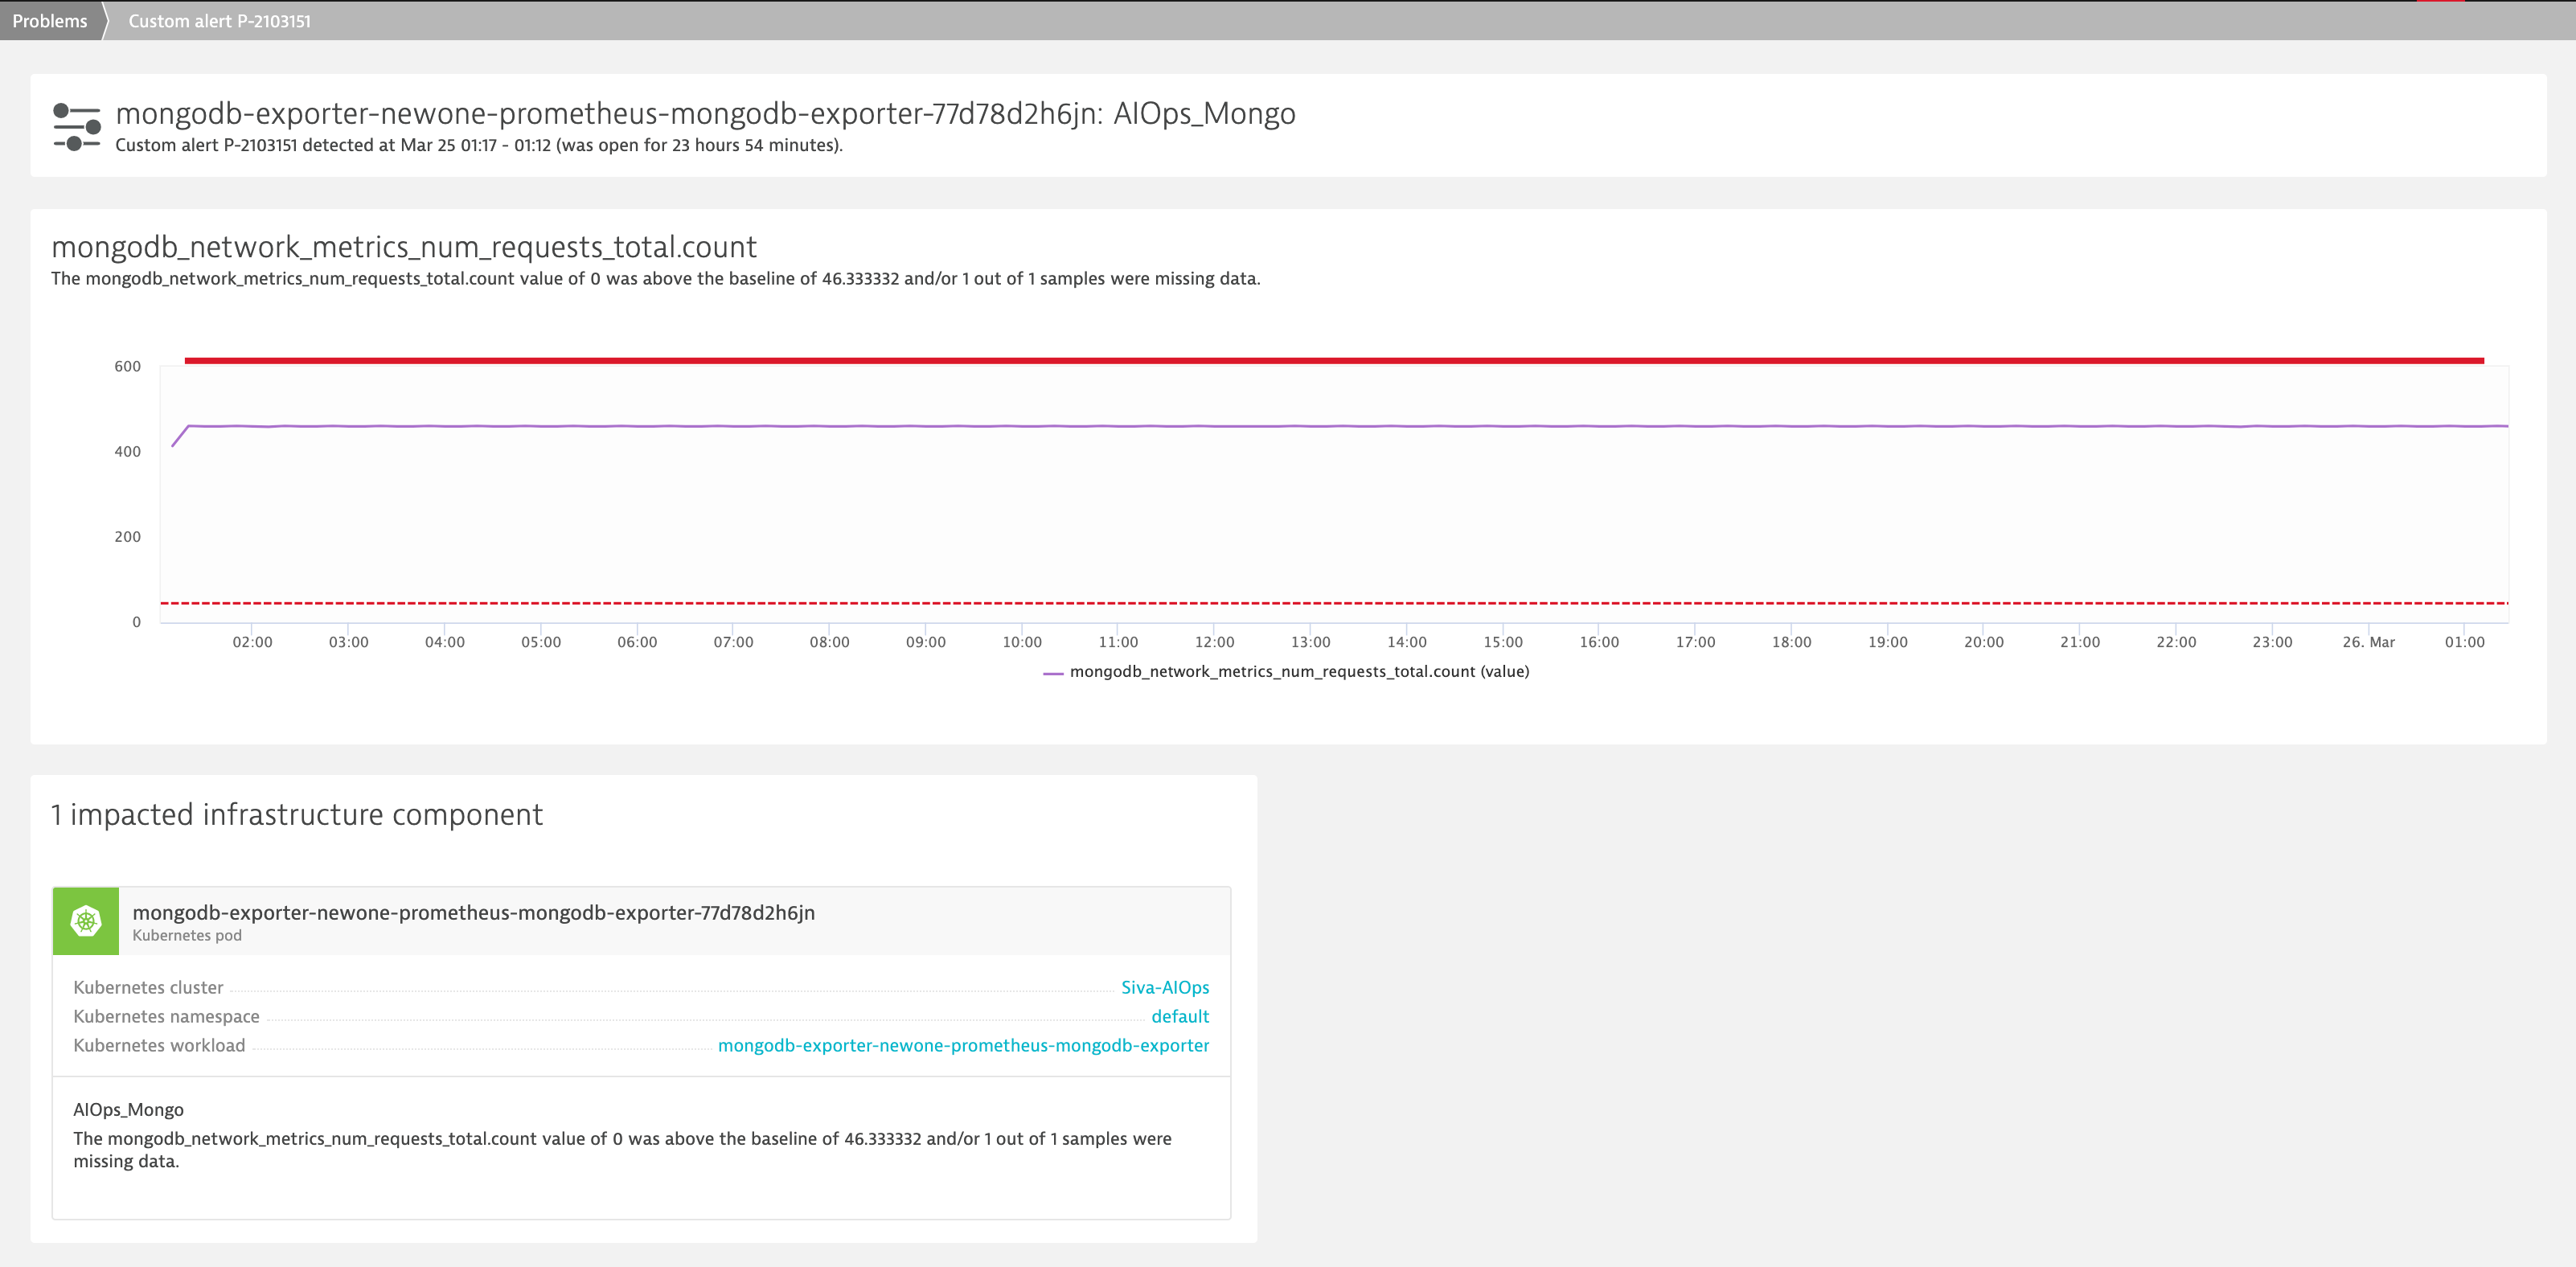 Problems
Custom alert P-2103151
mongodb-exporter-newone-prometheus-mongodb-exporter-77d78d2h6jn: AIOps_Mongo
Custom alert P-2103151 detected at Mar 25 01:17 - 01:12 (was open for 23 hours 54 minutes).
mongodb_network_metrics_num_requests_total.count
The mongodb_network_metrics_num_requests_total.count value of 0 was above the baseline of 46.333332 and/or 1 out of 1 samples were missing data.
600
400
200
0
02:00 03:00 04:00 05:00 06:00 07:00 08:00 09:00 10:00 11:00 12:00 13:00 14:00 15:00 16:00 17:00 18:00 19:00 20:00 21:00 22:00 23:00 26. Mar 01:00
mongodb_network_metrics_num_requests_total.count (value)
1 impacted infrastructure component
mongodb-exporter-newone-prometheus-mongodb-exporter-77d78d2h6jn
Kubernetes pod
Kubernetes cluster Siva-AIOps
Kubernetes namespace default
Kubernetes workload mongodb-exporter-newone-prometheus-mongodb-exporter
AIOps_Mongo
The mongodb_network_metrics_num_requests_total.count value of 0 was above the baseline of 46.333332 and/or 1 out of 1 samples were
missing data.